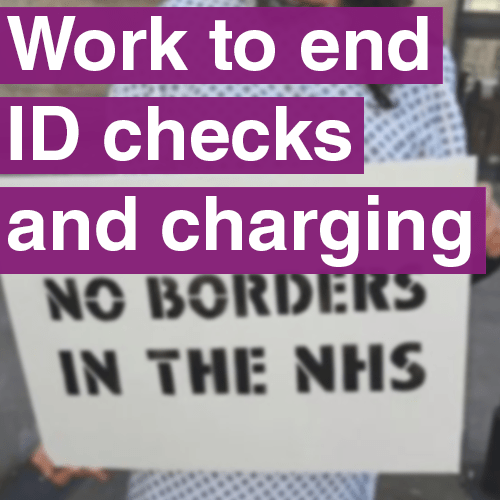 Work to end
ID checks
and charging
NO BORDERS
IN THE NHS